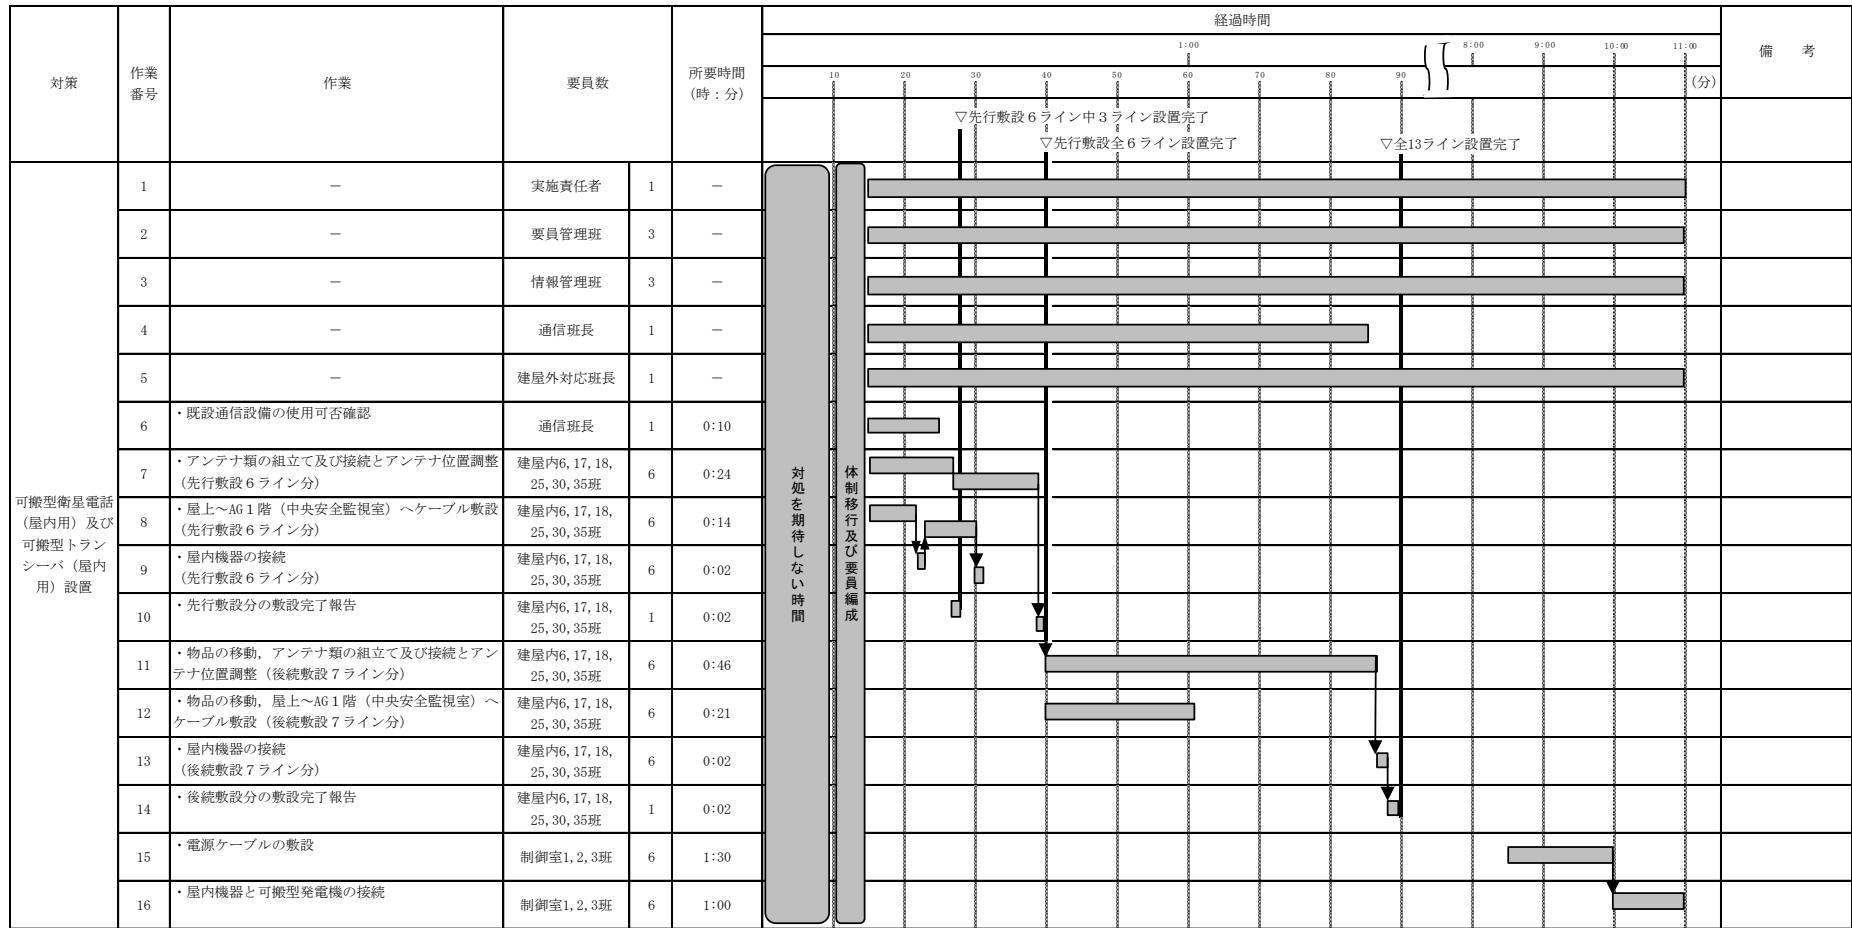 経過時間
対策
作業
番号
作業
要員数
所要時間
(時:分)
備　考
1:00
8:00
9:00
10:00
11:00
10
20
30
40
50
60
70
80
90
(分)
▽先行敷設6ライン中3ライン設置完了
▽先行敷設全6ライン設置完了
▽全13ライン設置完了
可搬型衛星電話
(屋内用)及び
可搬型トラン
シーバ(屋内
用)設置
対処を期待しない時間
体制移行及び要員編成
1
－
実施責任者
1
－
2
－
要員管理班
3
－
3
－
情報管理班
3
－
4
－
通信班長
1
－
5
－
建屋外対応班長
1
－
6
・既設通信設備の使用可否確認
通信班長
1
0:10
7
・アンテナ類の組立て及び接続とアンテナ位置調整
(先行敷設6ライン分)
建屋内6,17,18,
25,30,35班
6
0:24
8
・屋上～AG1階(中央安全監視室)へケーブル敷設
(先行敷設6ライン分)
建屋内6,17,18,
25,30,35班
6
0:14
9
・屋内機器の接続
(先行敷設6ライン分)
建屋内6,17,18,
25,30,35班
6
0:02
10
・先行敷設分の敷設完了報告
建屋内6,17,18,
25,30,35班
1
0:02
11
・物品の移動,アンテナ類の組立て及び接続とアン
テナ位置調整(後続敷設7ライン分)
建屋内6,17,18,
25,30,35班
6
0:46
12
・物品の移動,屋上～AG1階(中央安全監視室)へ
ケーブル敷設(後続敷設7ライン分)
建屋内6,17,18,
25,30,35班
6
0:21
13
・屋内機器の接続
(後続敷設7ライン分)
建屋内6,17,18,
25,30,35班
6
0:02
14
・後続敷設分の敷設完了報告
建屋内6,17,18,
25,30,35班
1
0:02
15
・電源ケーブルの敷設
制御室1,2,3班
6
1:30
16
・屋内機器と可搬型発電機の接続
制御室1,2,3班
6
1:00